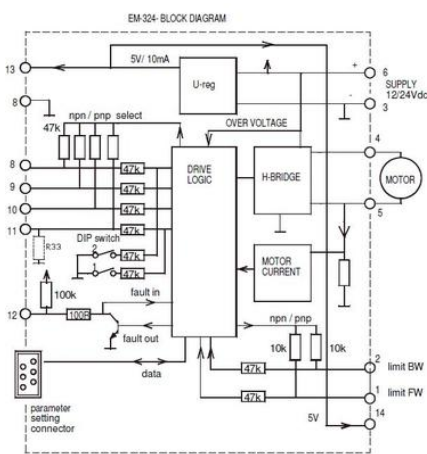 EM-324- BLOCK DIAGRAM
5V/ 10mA
13
U-reg
+
6
SUPPLY
12/24Vdc
-
3
8
npn / pnp select
47k
OVER VOLTAGE
4
8
47k
DRIVE
LOGIC
H-BRIDGE
MOTOR
9
47k
10
47k
5
11
47k
R33
DIP switch
2
47k
1
47k
MOTOR
CURRENT
100k
fault in
12
100R
npn / pnp
fault out
10k
10k
2
limit BW
data
47k
1
limit FW
47k
14
5V
parameter
setting
connector